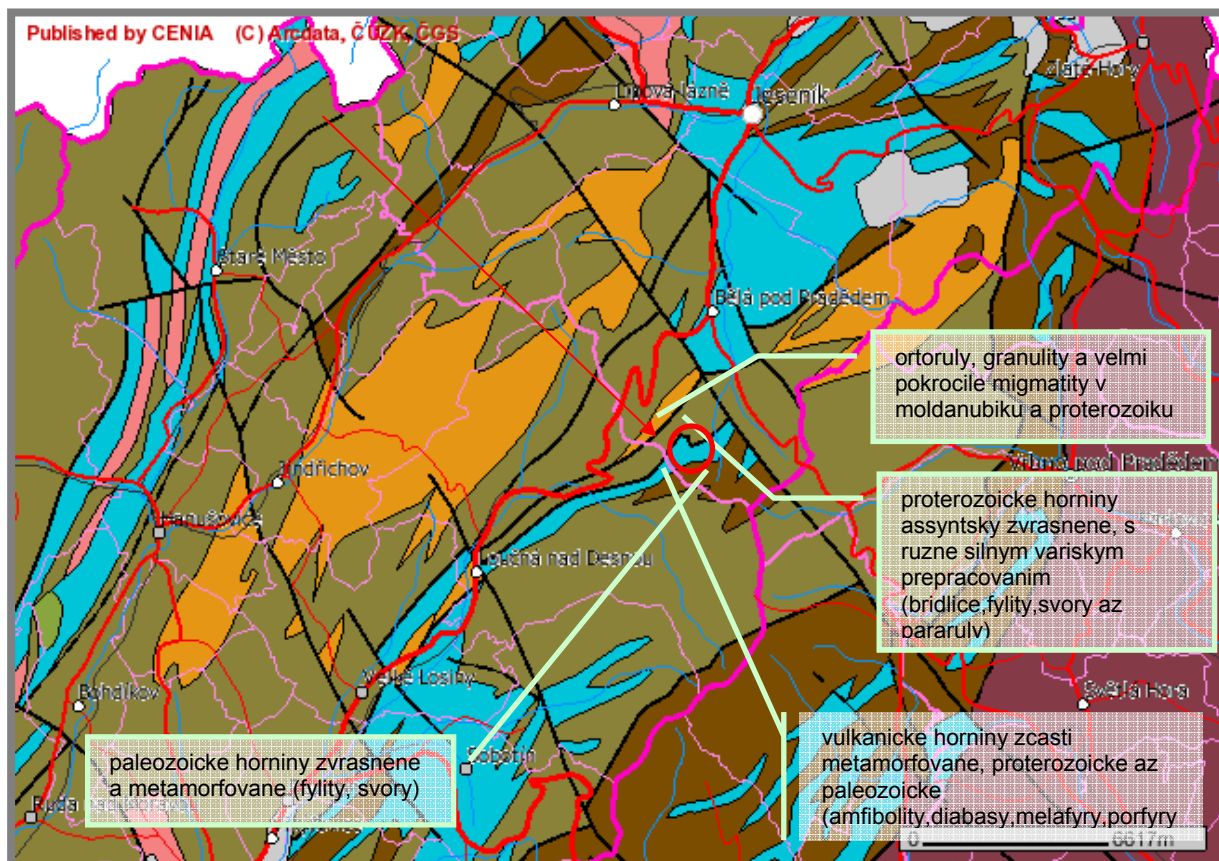 Published by CENIA (C) Arcdata, ČÚZK, ČGS
Zlaté Hory
Lipová-lázně
Jeseník
Staré Město
Bělá pod Pradědem
ortoruly, granulity a velmi
pokrocile migmatity v
moldanubiku a proterozoiku
Vrbno pod Pradědem
Jindřichov
Hanušovice
proterozoicke horniny
assyntsky zvrasnene, s
ruzne silnym variskym
prepracovanim
(bridlice,fylity,svory az
pararulv)
Loučná nad Desnou
Velké Losiny
Bohdíkov
Světlá Hora
Sobotín
paleozoicke horniny zvrasnene
a metamorfovane (fylity, svory)
vulkanicke horniny zcasti
metamorfovane, proterozoicke az
paleozoicke
(amfibolity,diabasy,melafyry,porfyry
Ruda
0 6617m